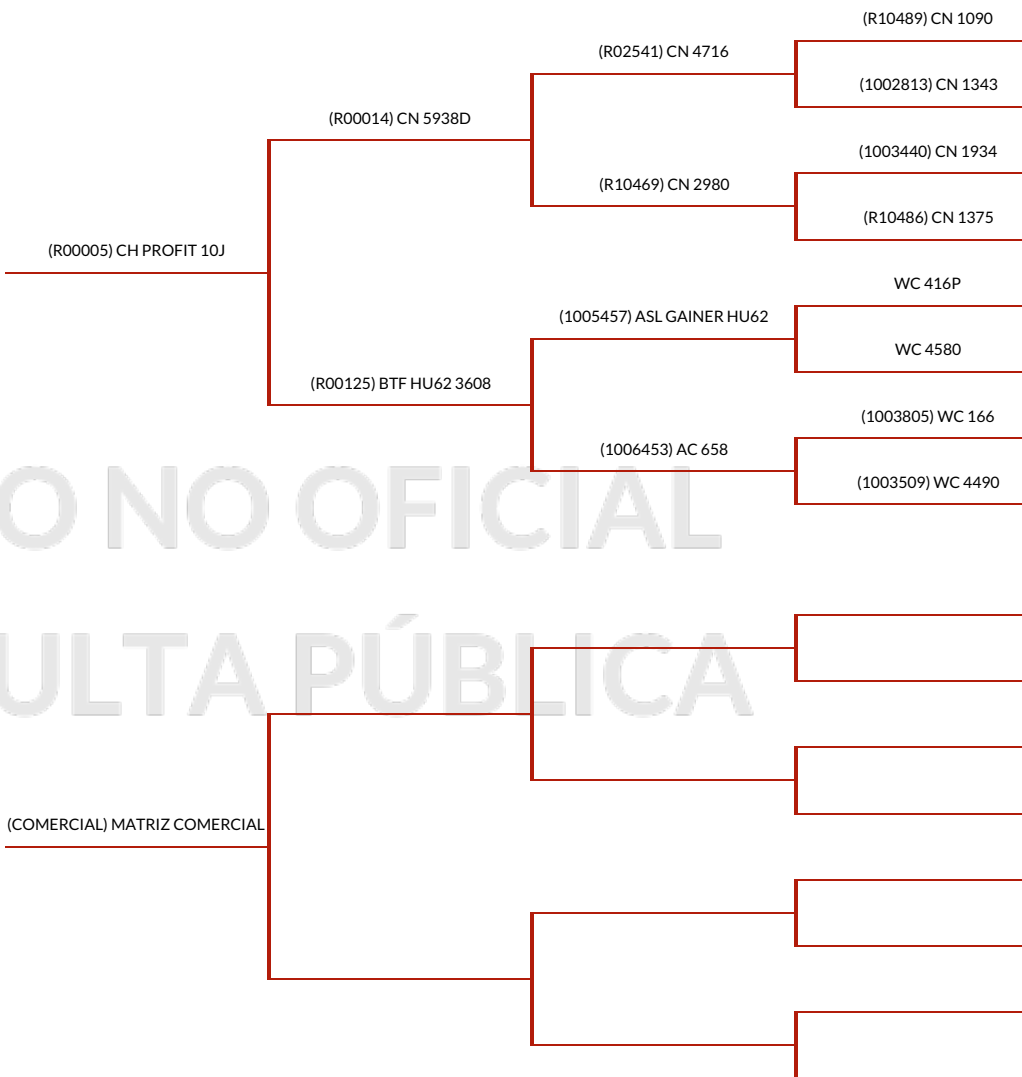 (R10489) CN 1090
(R02541) CN 4716
(1002813) CN 1343
(R00014) CN 5938D
(1003440) CN 1934
(R10469) CN 2980
(R10486) CN 1375
(R00005) CH PROFIT 10J
WC 416P
(1005457) ASL GAINER HU62
WC 4580
(R00125) BTF HU62 3608
(1003805) WC 166
(1006453) AC 658
(1003509) WC 4490
O NO OFICIAL
ULTA PÚBLICA
(COMERCIAL) MATRIZ COMERCIAL